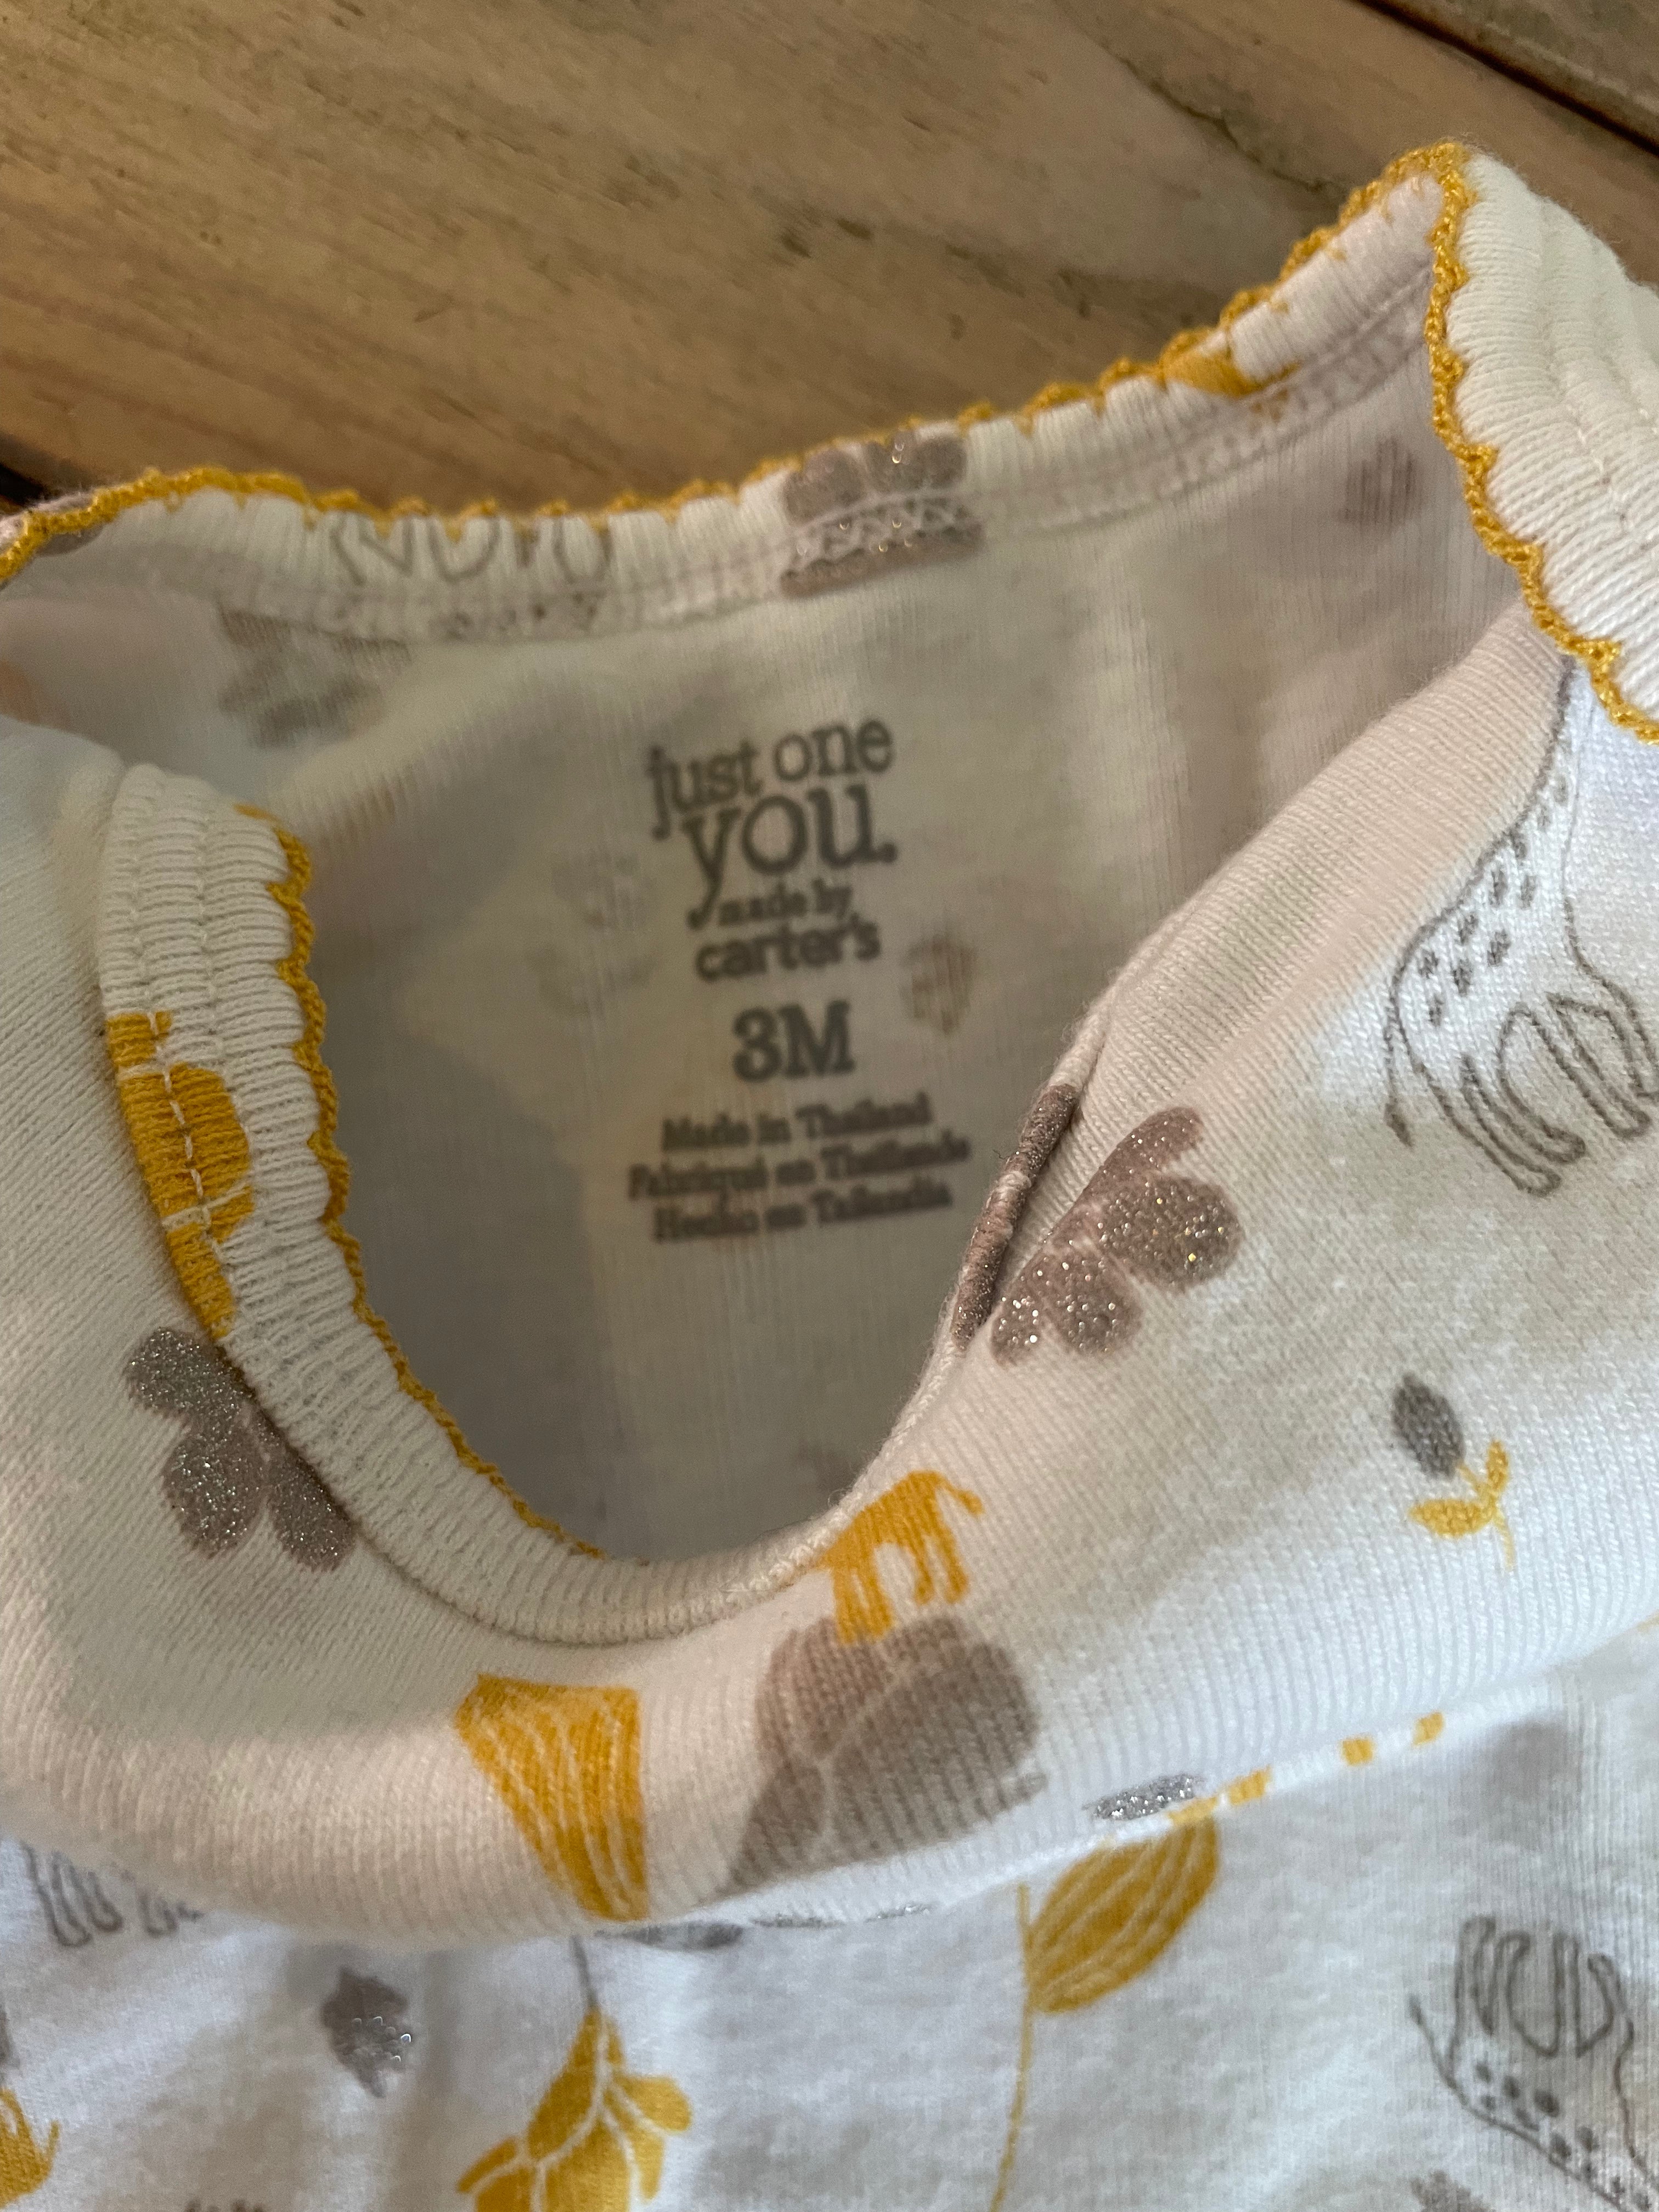 just one
you.
made by
carter's
3M
Made in Thailand
Fabriqué en Thaïlande
Hecho en Tailandia